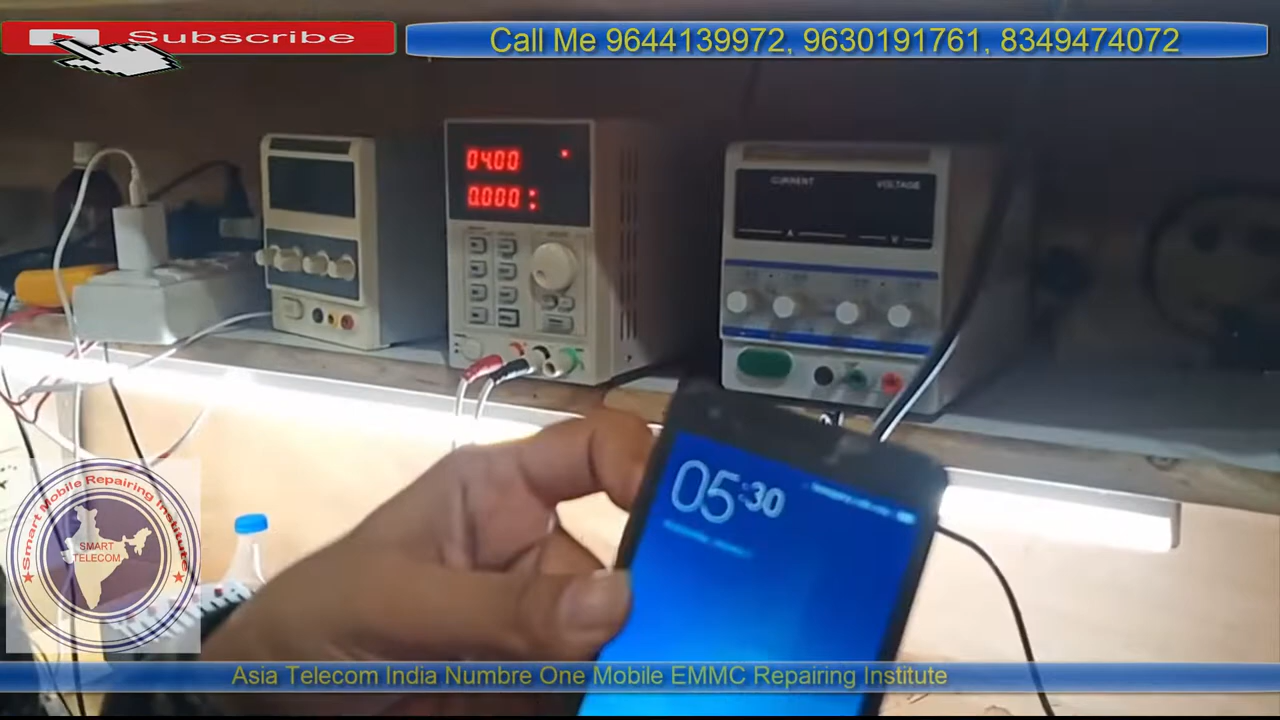 Subscribe
Call Me 9644139972, 9630191761, 8349474072
04.00
0.000
CURRENT
VOLTAGE
A
V
05:30
Smart Mobile Repairing Institute
SMART
TELECOM
Asia Telecom India Numbre One Mobile EMMC Repairing Institute